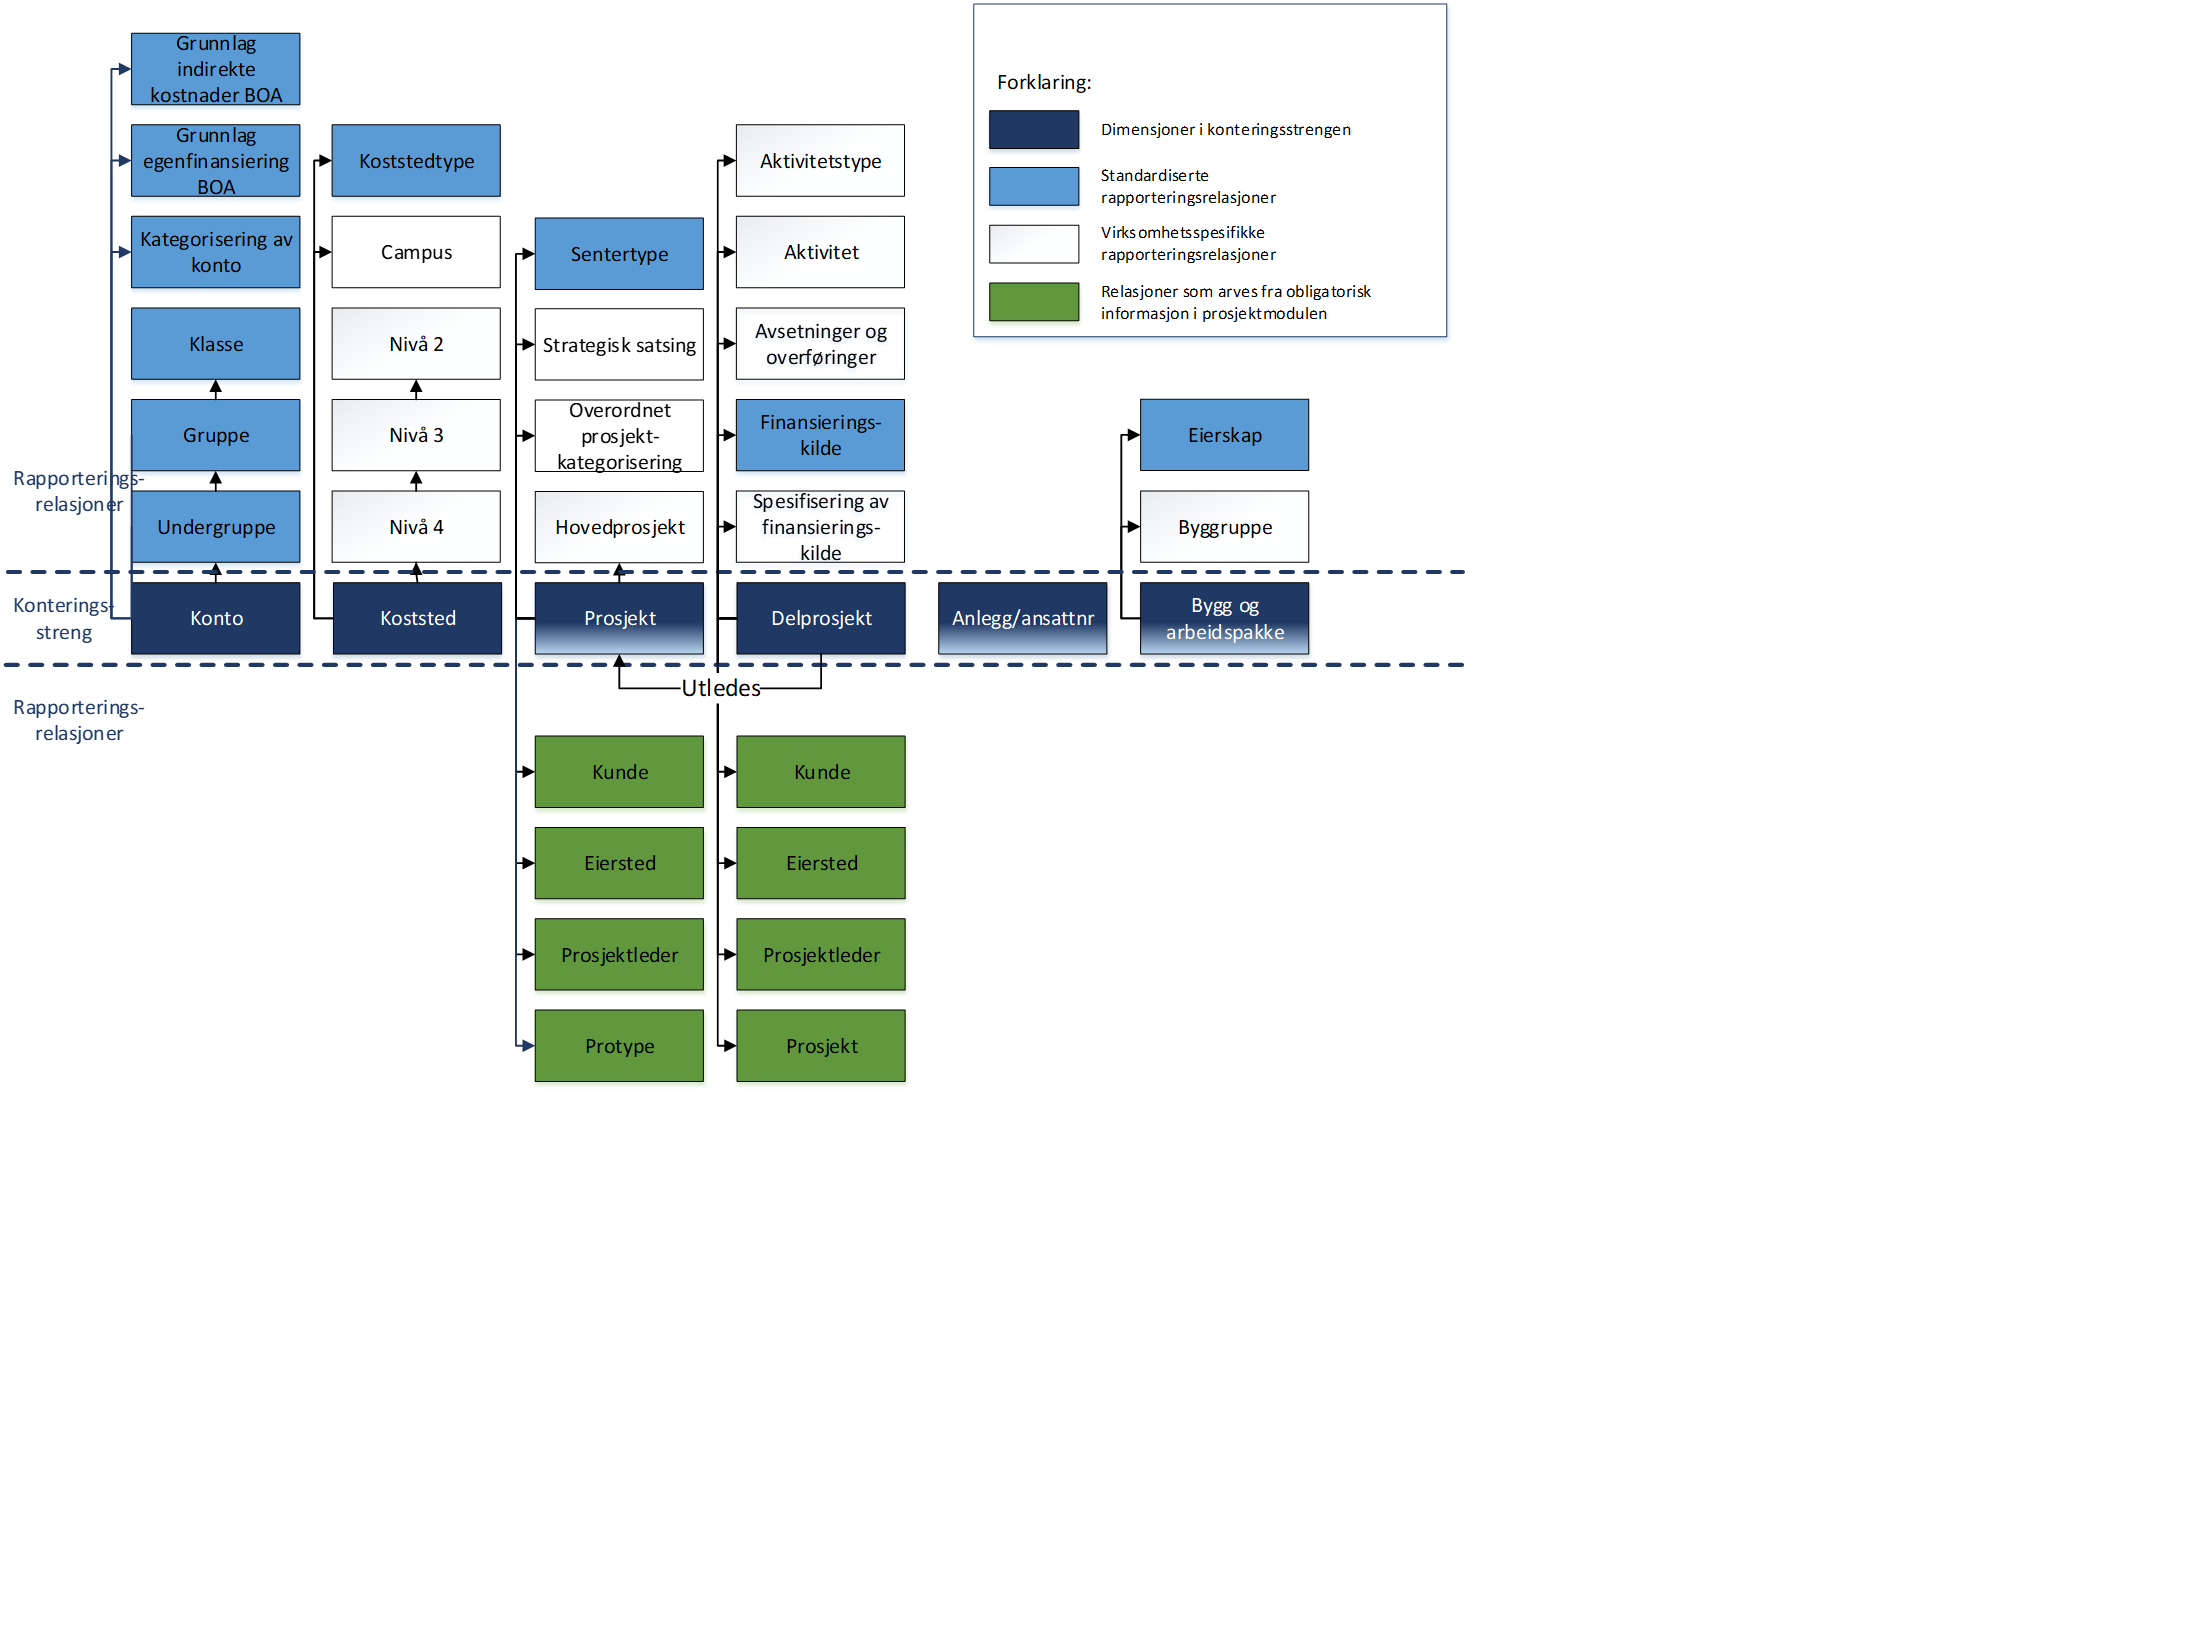 Grunnlag
indirekte
kostnader BOA
Grunnlag
egenfinansiering
BOA
Kategorisering av
konto
Klasse
Gruppe
Undergruppe
Koststedtype
Campus
Nivå 2
Nivå 3
Nivå 4
Sentertype
Strategisk satsing
Overordnet
prosjekt-
kategorisering
Hovedprosjekt
Aktivitetstype
Aktivitet
Avsetninger og
overføringer
Finansierings-
kilde
Spesifisering av
finansierings-
kilde
Eierskap
Byggruppe
Forklaring:
Dimensjoner i konteringsstrengen
Standardiserte
rapporteringsrelasjoner
Virksomhetsspesifikke
rapporteringsrelasjoner
Relasjoner som arves fra obligatorisk
informasjon i prosjektmodulen
Rapporterings-
relasjoner
Konterings-
streng
Konto
Koststed
Prosjekt
Delprosjekt
Anlegg/ansattnr
Bygg og
arbeidspakke
Utledes
Rapporterings-
relasjoner
Kunde
Eiersted
Prosjektleder
Protype
Kunde
Eiersted
Prosjektleder
Prosjekt